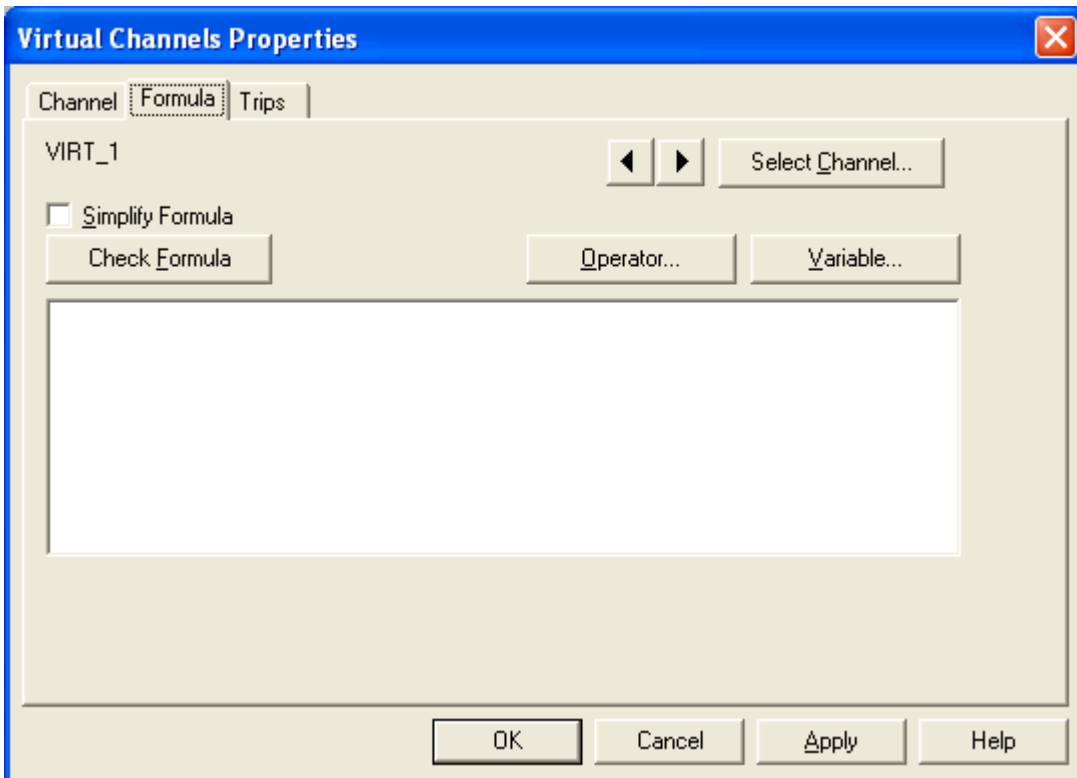 Virtual Channels Properties
Channel Formula Trips
VIRT_1 Select Channel...
Simplify Formula
Check Formula Operator... Variable...
OK Cancel Apply Help